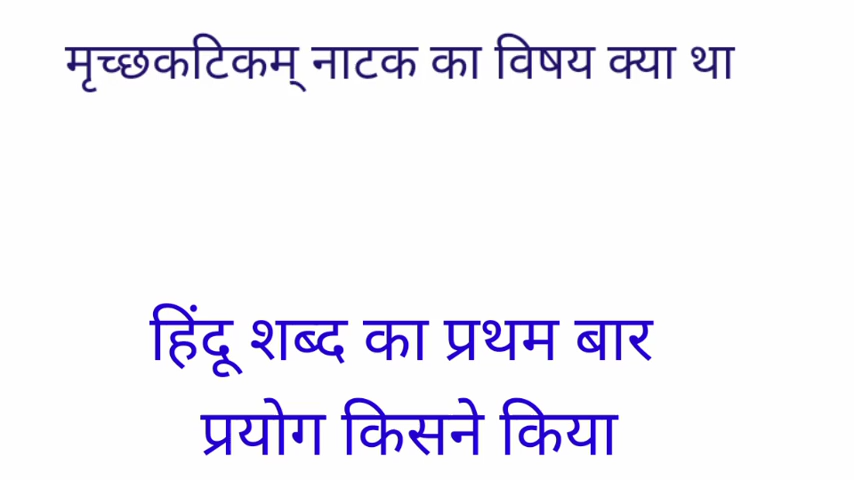 मृच्छकटिकम् नाटक का विषय क्या था
हिंदू शब्द का प्रथम बार
प्रयोग किसने किया